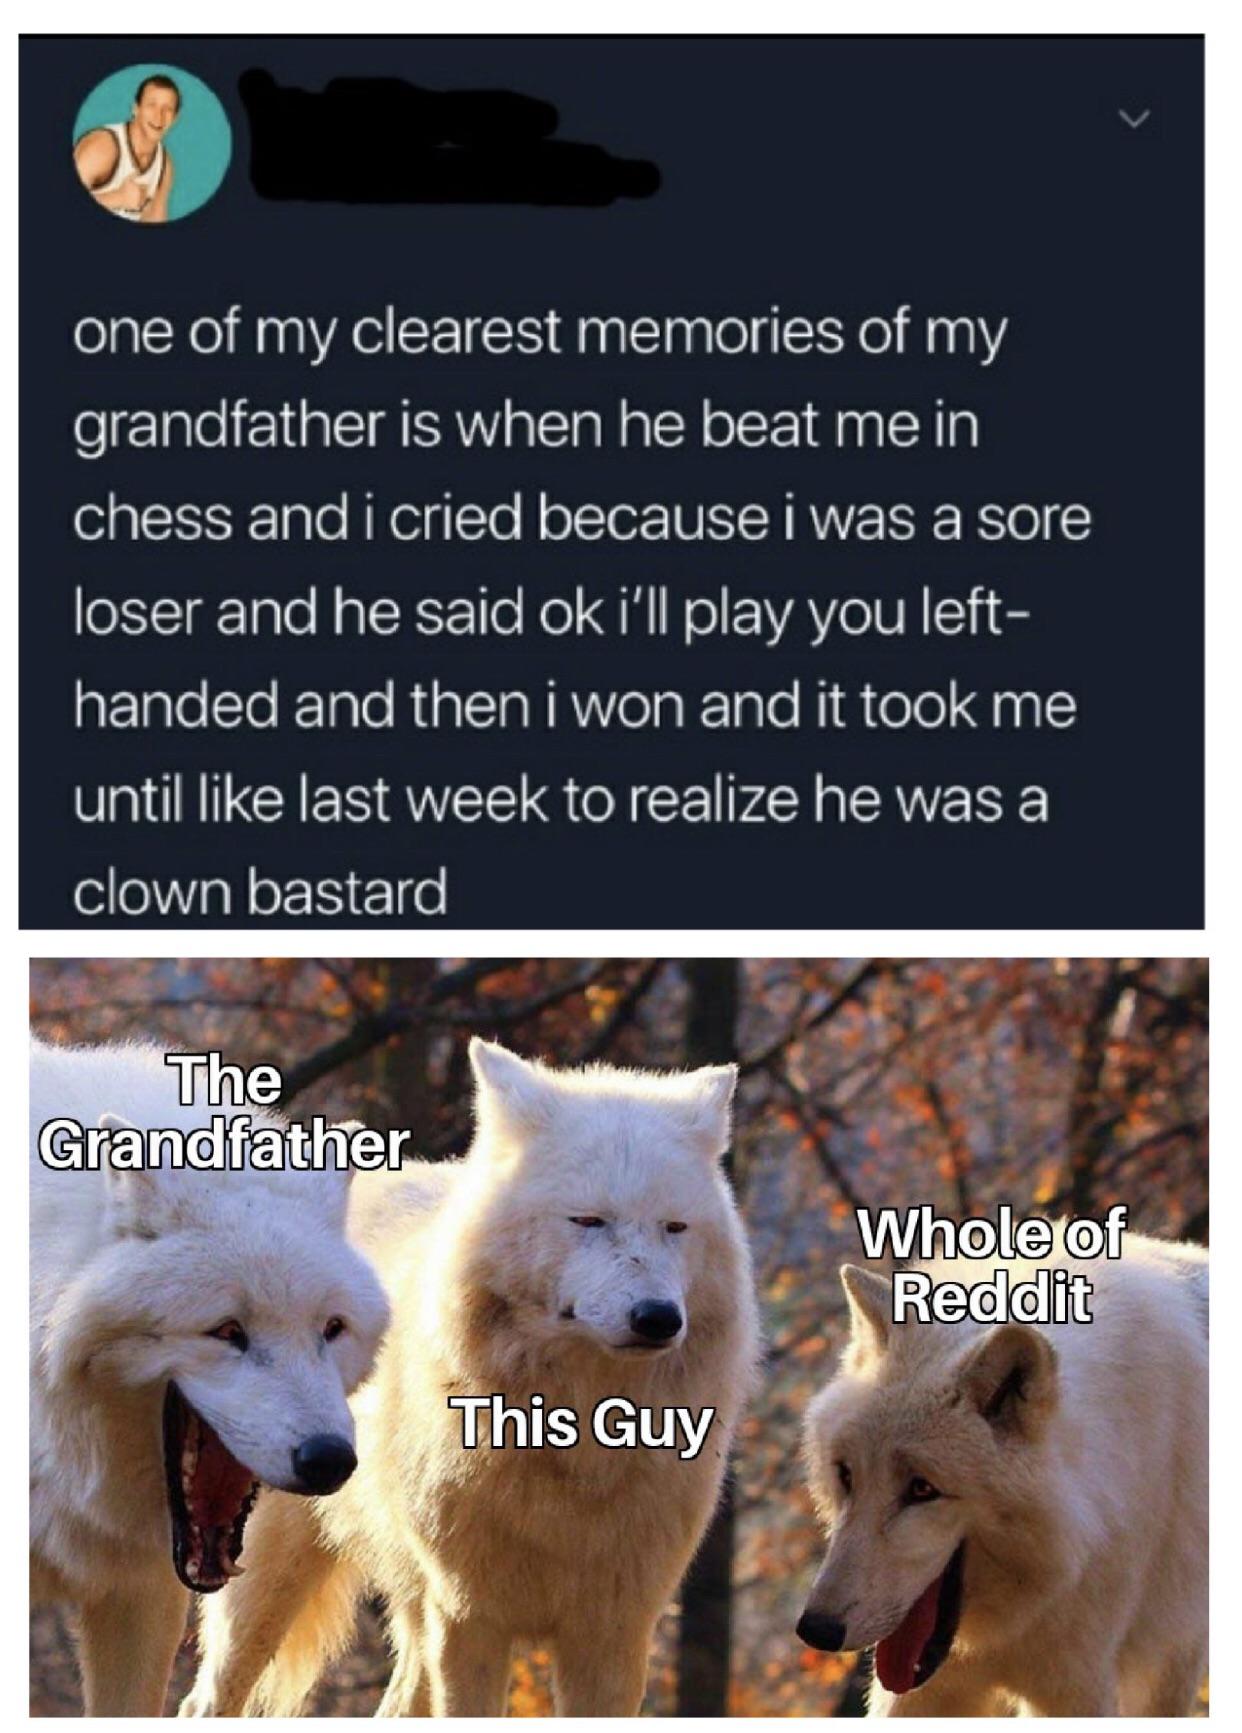 one of my clearest memories of my
grandfather is when he beat me in
chess and i cried because i was a sore
loser and he said ok i'll play you left-
handed and then i won and it took me
until like last week to realize he was a
clown bastard
The
Grandfather
This Guy
Whole of
Reddit